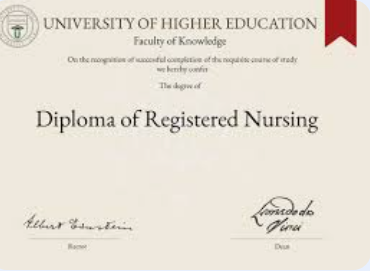 UNIVERSITY OF HIGHER EDUCATION
Faculty of Knowledge
On the recognition of successful completion of the requisite course of study
we hereby confer
The degree of
Diploma of Registered Nursing
Albert Einstein
Leonardo da
Vinci
Rector
Dean